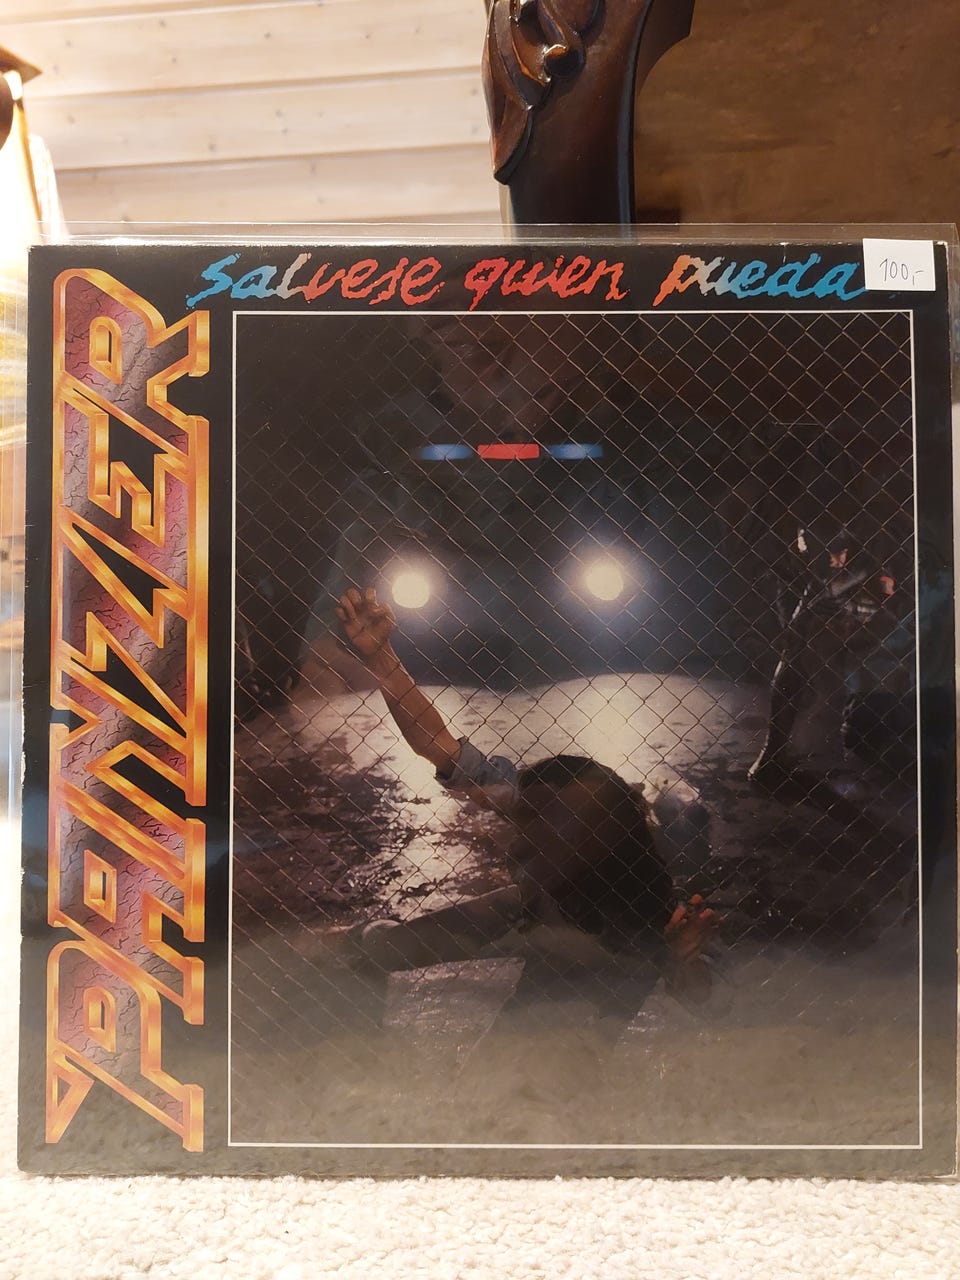 salvese quien pueda
100,-
PANZER